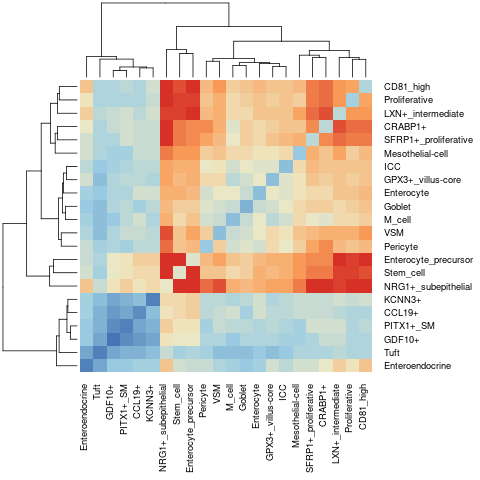 CD81_high
Proliferative
LXN+_intermediate
CRABP1+
SFRP1+_proliferative
Mesothelial-cell
ICC
GPX3+_villus-core
Enterocyte
Goblet
M_cell
VSM
Pericyte
Enterocyte_precursor
Stem_cell
NRG1+_subepithelial
KCNN3+
CCL19+
PITX1+_SM
GDF10+
Tuft
Enteroendocrine
Enteroendocrine
Tuft
GDF10+
PITX1+_SM
CCL19+
KCNN3+
NRG1+_subepithelial
Stem_cell
Enterocyte_precursor
Pericyte
VSM
M_cell
Goblet
Enterocyte
GPX3+_villus-core
ICC
Mesothelial-cell
SFRP1+_proliferative
CRABP1+
LXN+_intermediate
Proliferative
CD81_high